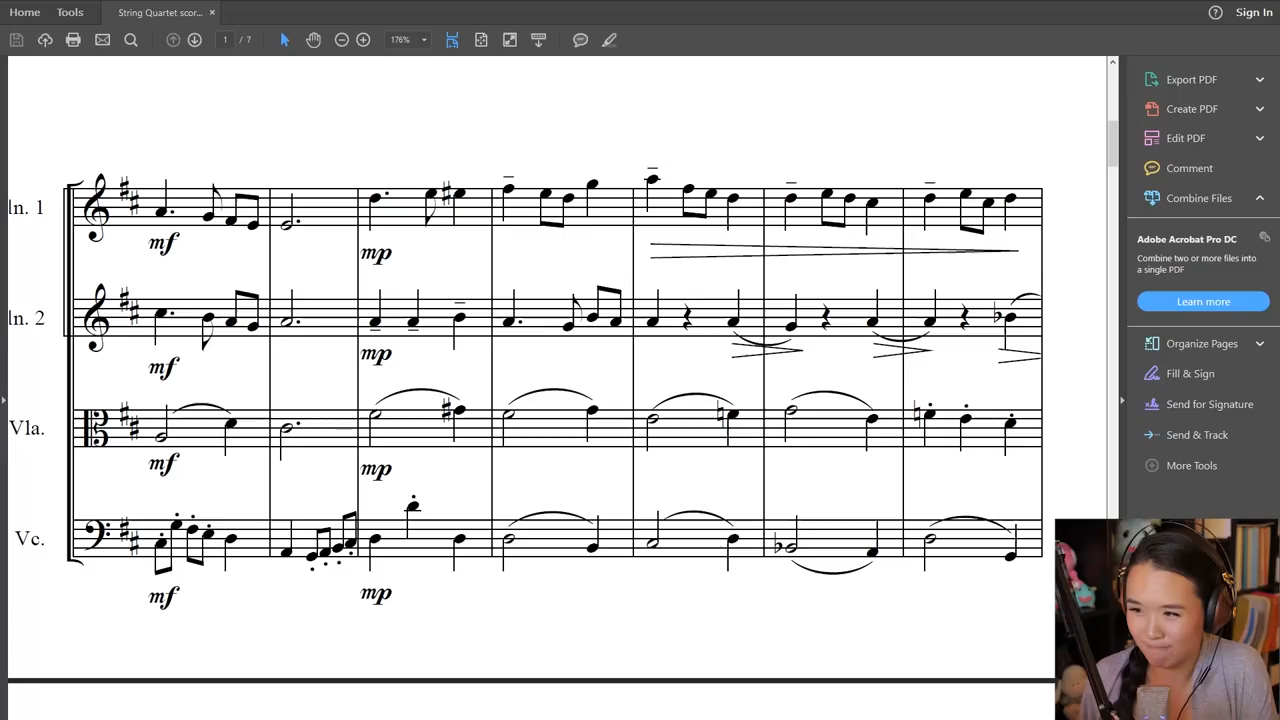 Home Tools String Quartet scor... × Sign In
1 / 7 176%
Export PDF
Create PDF
Edit PDF
Comment
Combine Files
Adobe Acrobat Pro DC
Combine two or more files into
a single PDF
Learn more
Organize Pages
Fill & Sign
Send for Signature
Send & Track
More Tools
ln. 1
mf mp
ln. 2
mf mp
Vla.
mf mp
Vc.
mf mp